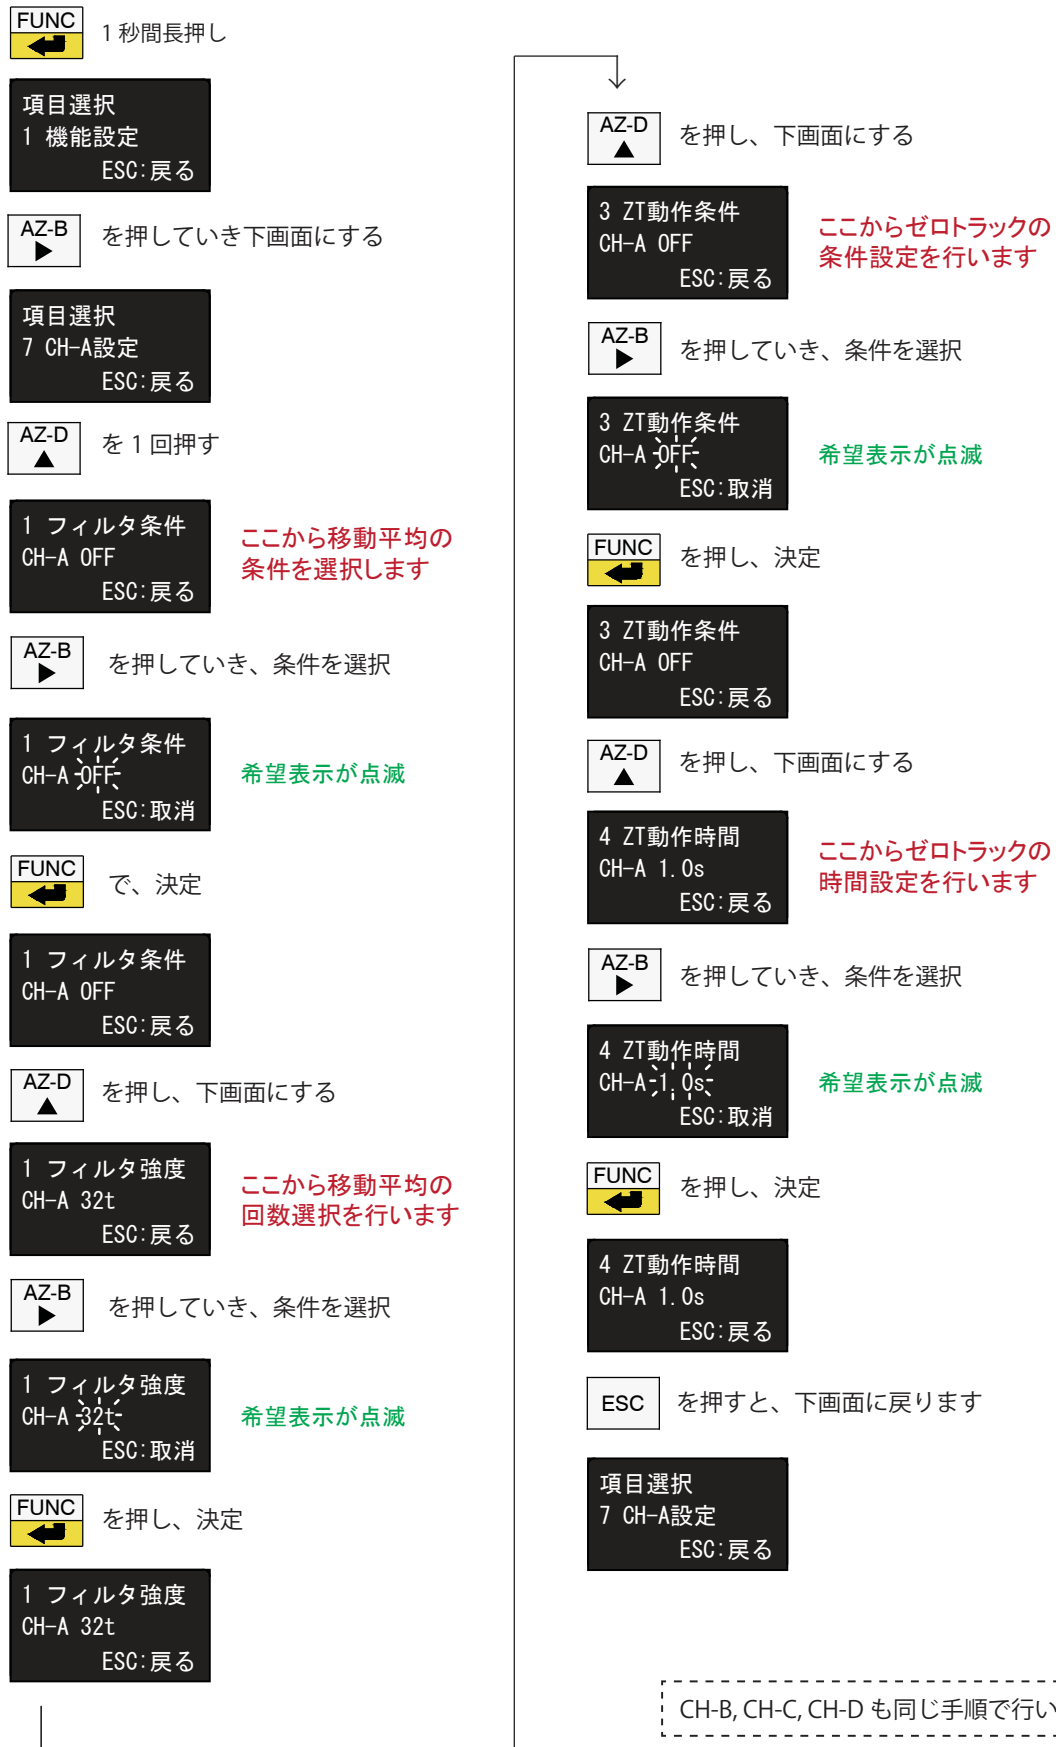 FUNC
1 秒間長押し
項目選択
1 機能設定
ESC:戻る
AZ-B
を押していき下画面にする
項目選択
7 CH-A設定
ESC:戻る
AZ-D
を 1 回押す
1 フィルタ条件
CH-A OFF
ESC:戻る
ここから移動平均の
条件を選択します
AZ-B
を押していき、条件を選択
1 フィルタ条件
CH-A OFF
ESC:取消
希望表示が点滅
FUNC
で、決定
1 フィルタ条件
CH-A OFF
ESC:戻る
AZ-D
を押し、下画面にする
1 フィルタ強度
CH-A 32t
ESC:戻る
ここから移動平均の
回数選択を行います
AZ-B
を押していき、条件を選択
1 フィルタ強度
CH-A 32t
ESC:取消
希望表示が点滅
FUNC
を押し、決定
1 フィルタ強度
CH-A 32t
ESC:戻る
AZ-D
を押し、下画面にする
3 ZT動作条件
CH-A OFF
ESC:戻る
ここからゼロトラックの
条件設定を行います
AZ-B
を押していき、条件を選択
3 ZT動作条件
CH-A OFF
ESC:取消
希望表示が点滅
FUNC
を押し、決定
3 ZT動作条件
CH-A OFF
ESC:戻る
AZ-D
を押し、下画面にする
4 ZT動作時間
CH-A 1.0s
ESC:戻る
ここからゼロトラックの
時間設定を行います
AZ-B
を押していき、条件を選択
4 ZT動作時間
CH-A 1.0s
ESC:取消
希望表示が点滅
FUNC
を押し、決定
4 ZT動作時間
CH-A 1.0s
ESC:戻る
ESC
を押すと、下画面に戻ります
項目選択
7 CH-A設定
ESC:戻る
CH-B, CH-C, CH-D も同じ手順で行い